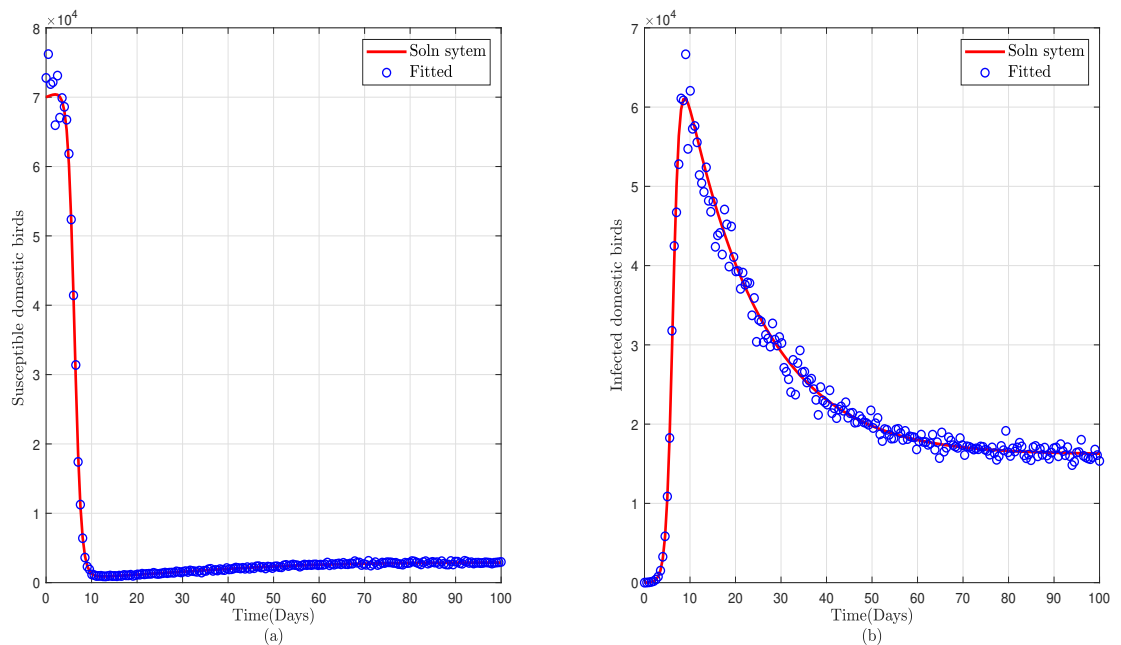 ×10⁴
8
7
6
5
4
3
2
1
0
Susceptible domestic birds
Soln sytem
Fitted
0 10 20 30 40 50 60 70 80 90 100
Time(Days)
(a)
×10⁴
7
6
5
4
3
2
1
0
Infected domestic birds
Soln sytem
Fitted
0 10 20 30 40 50 60 70 80 90 100
Time(Days)
(b)